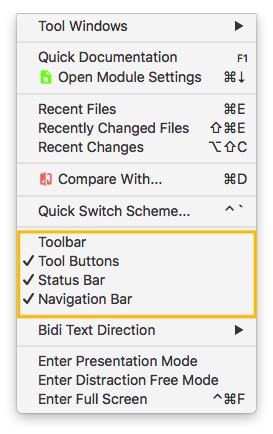 Tool Windows ▶
Quick Documentation F1
Open Module Settings ⌘↓
Recent Files ⌘E
Recently Changed Files ⇧⌘E
Recent Changes ⌥⇧C
Compare With... ⌘D
Quick Switch Scheme... ^ `
Toolbar
✓ Tool Buttons
✓ Status Bar
✓ Navigation Bar
Bidi Text Direction ▶
Enter Presentation Mode
Enter Distraction Free Mode
Enter Full Screen ^⌘F